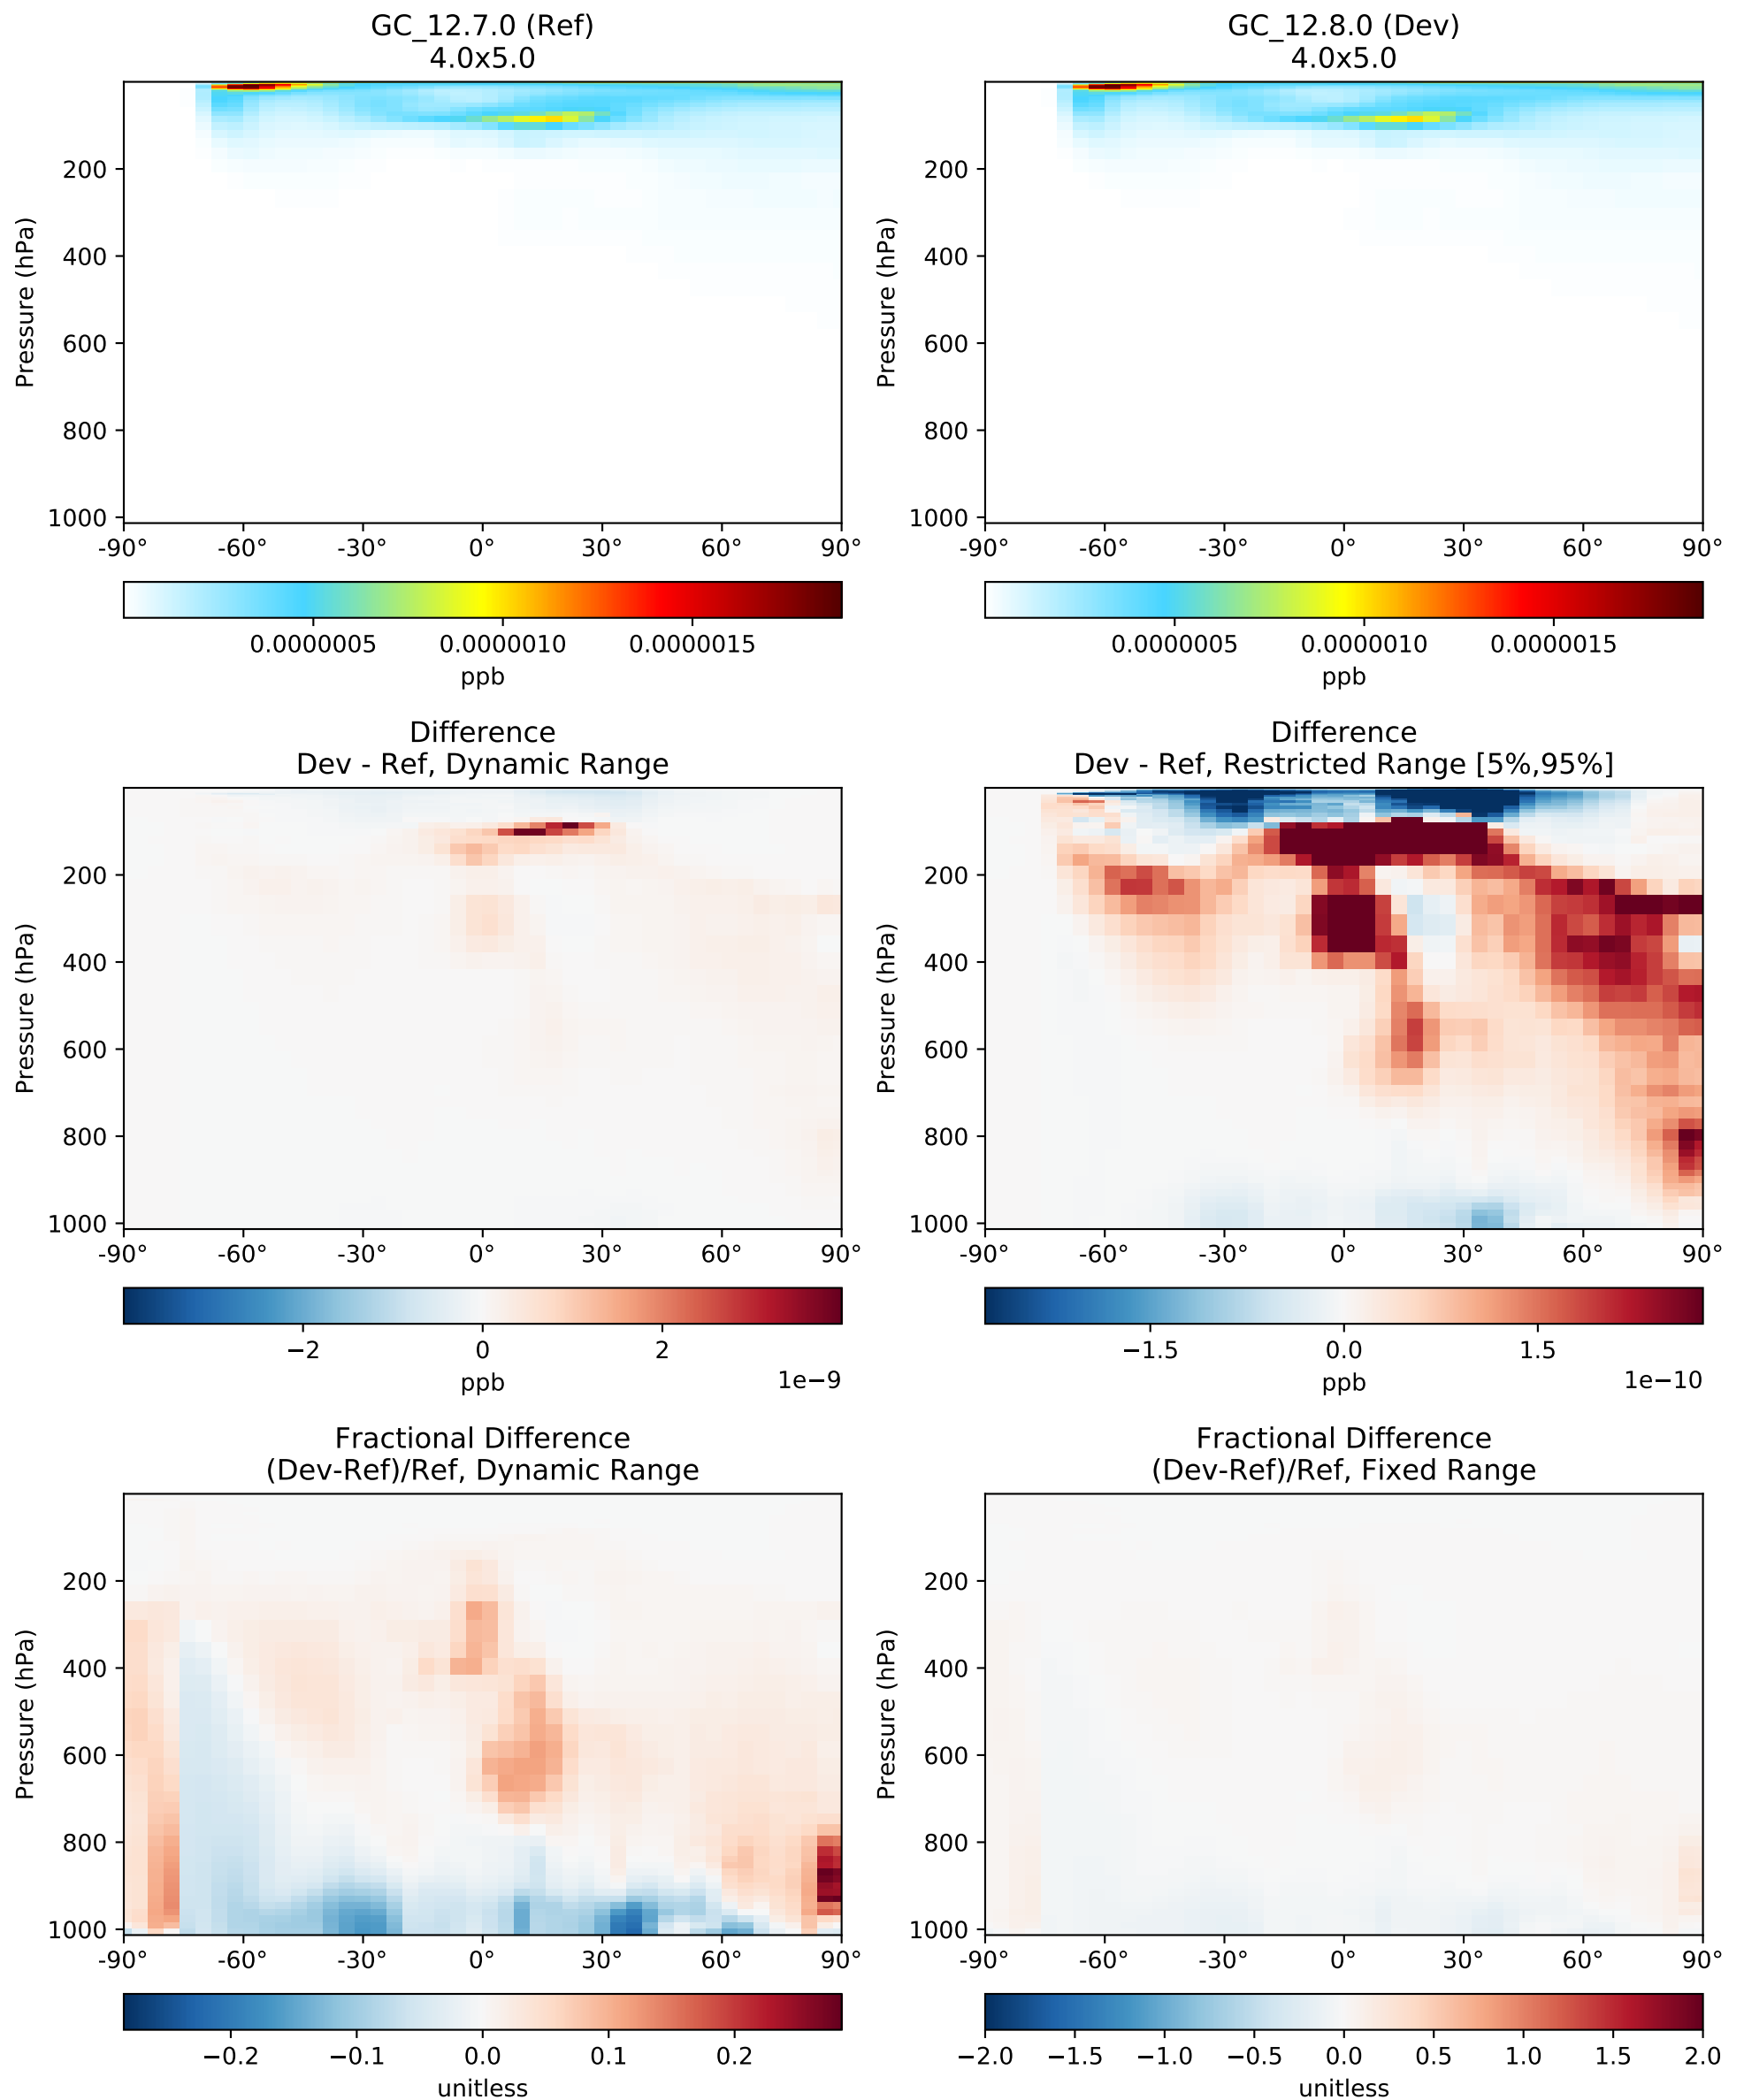 GC_12.7.0 (Ref)
4.0x5.0
Pressure (hPa)
200
400
600
800
1000
-90° -60° -30° 0° 30° 60° 90°
0.0000005 0.0000010 0.0000015
ppb
GC_12.8.0 (Dev)
4.0x5.0
Pressure (hPa)
200
400
600
800
1000
-90° -60° -30° 0° 30° 60° 90°
0.0000005 0.0000010 0.0000015
ppb
Difference
Dev - Ref, Dynamic Range
Pressure (hPa)
200
400
600
800
1000
-90° -60° -30° 0° 30° 60° 90°
−2 0 2
ppb 1e−9
Difference
Dev - Ref, Restricted Range [5%,95%]
Pressure (hPa)
200
400
600
800
1000
-90° -60° -30° 0° 30° 60° 90°
−1.5 0.0 1.5
ppb 1e−10
Fractional Difference
(Dev-Ref)/Ref, Dynamic Range
Pressure (hPa)
200
400
600
800
1000
-90° -60° -30° 0° 30° 60° 90°
−0.2 −0.1 0.0 0.1 0.2
unitless
Fractional Difference
(Dev-Ref)/Ref, Fixed Range
Pressure (hPa)
200
400
600
800
1000
-90° -60° -30° 0° 30° 60° 90°
−2.0 −1.5 −1.0 −0.5 0.0 0.5 1.0 1.5 2.0
unitless